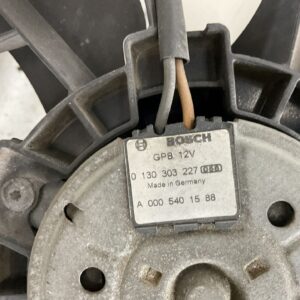 BOSCH
GPB 12V
0 130 303 227
Made in Germany
A 000 540 15 88